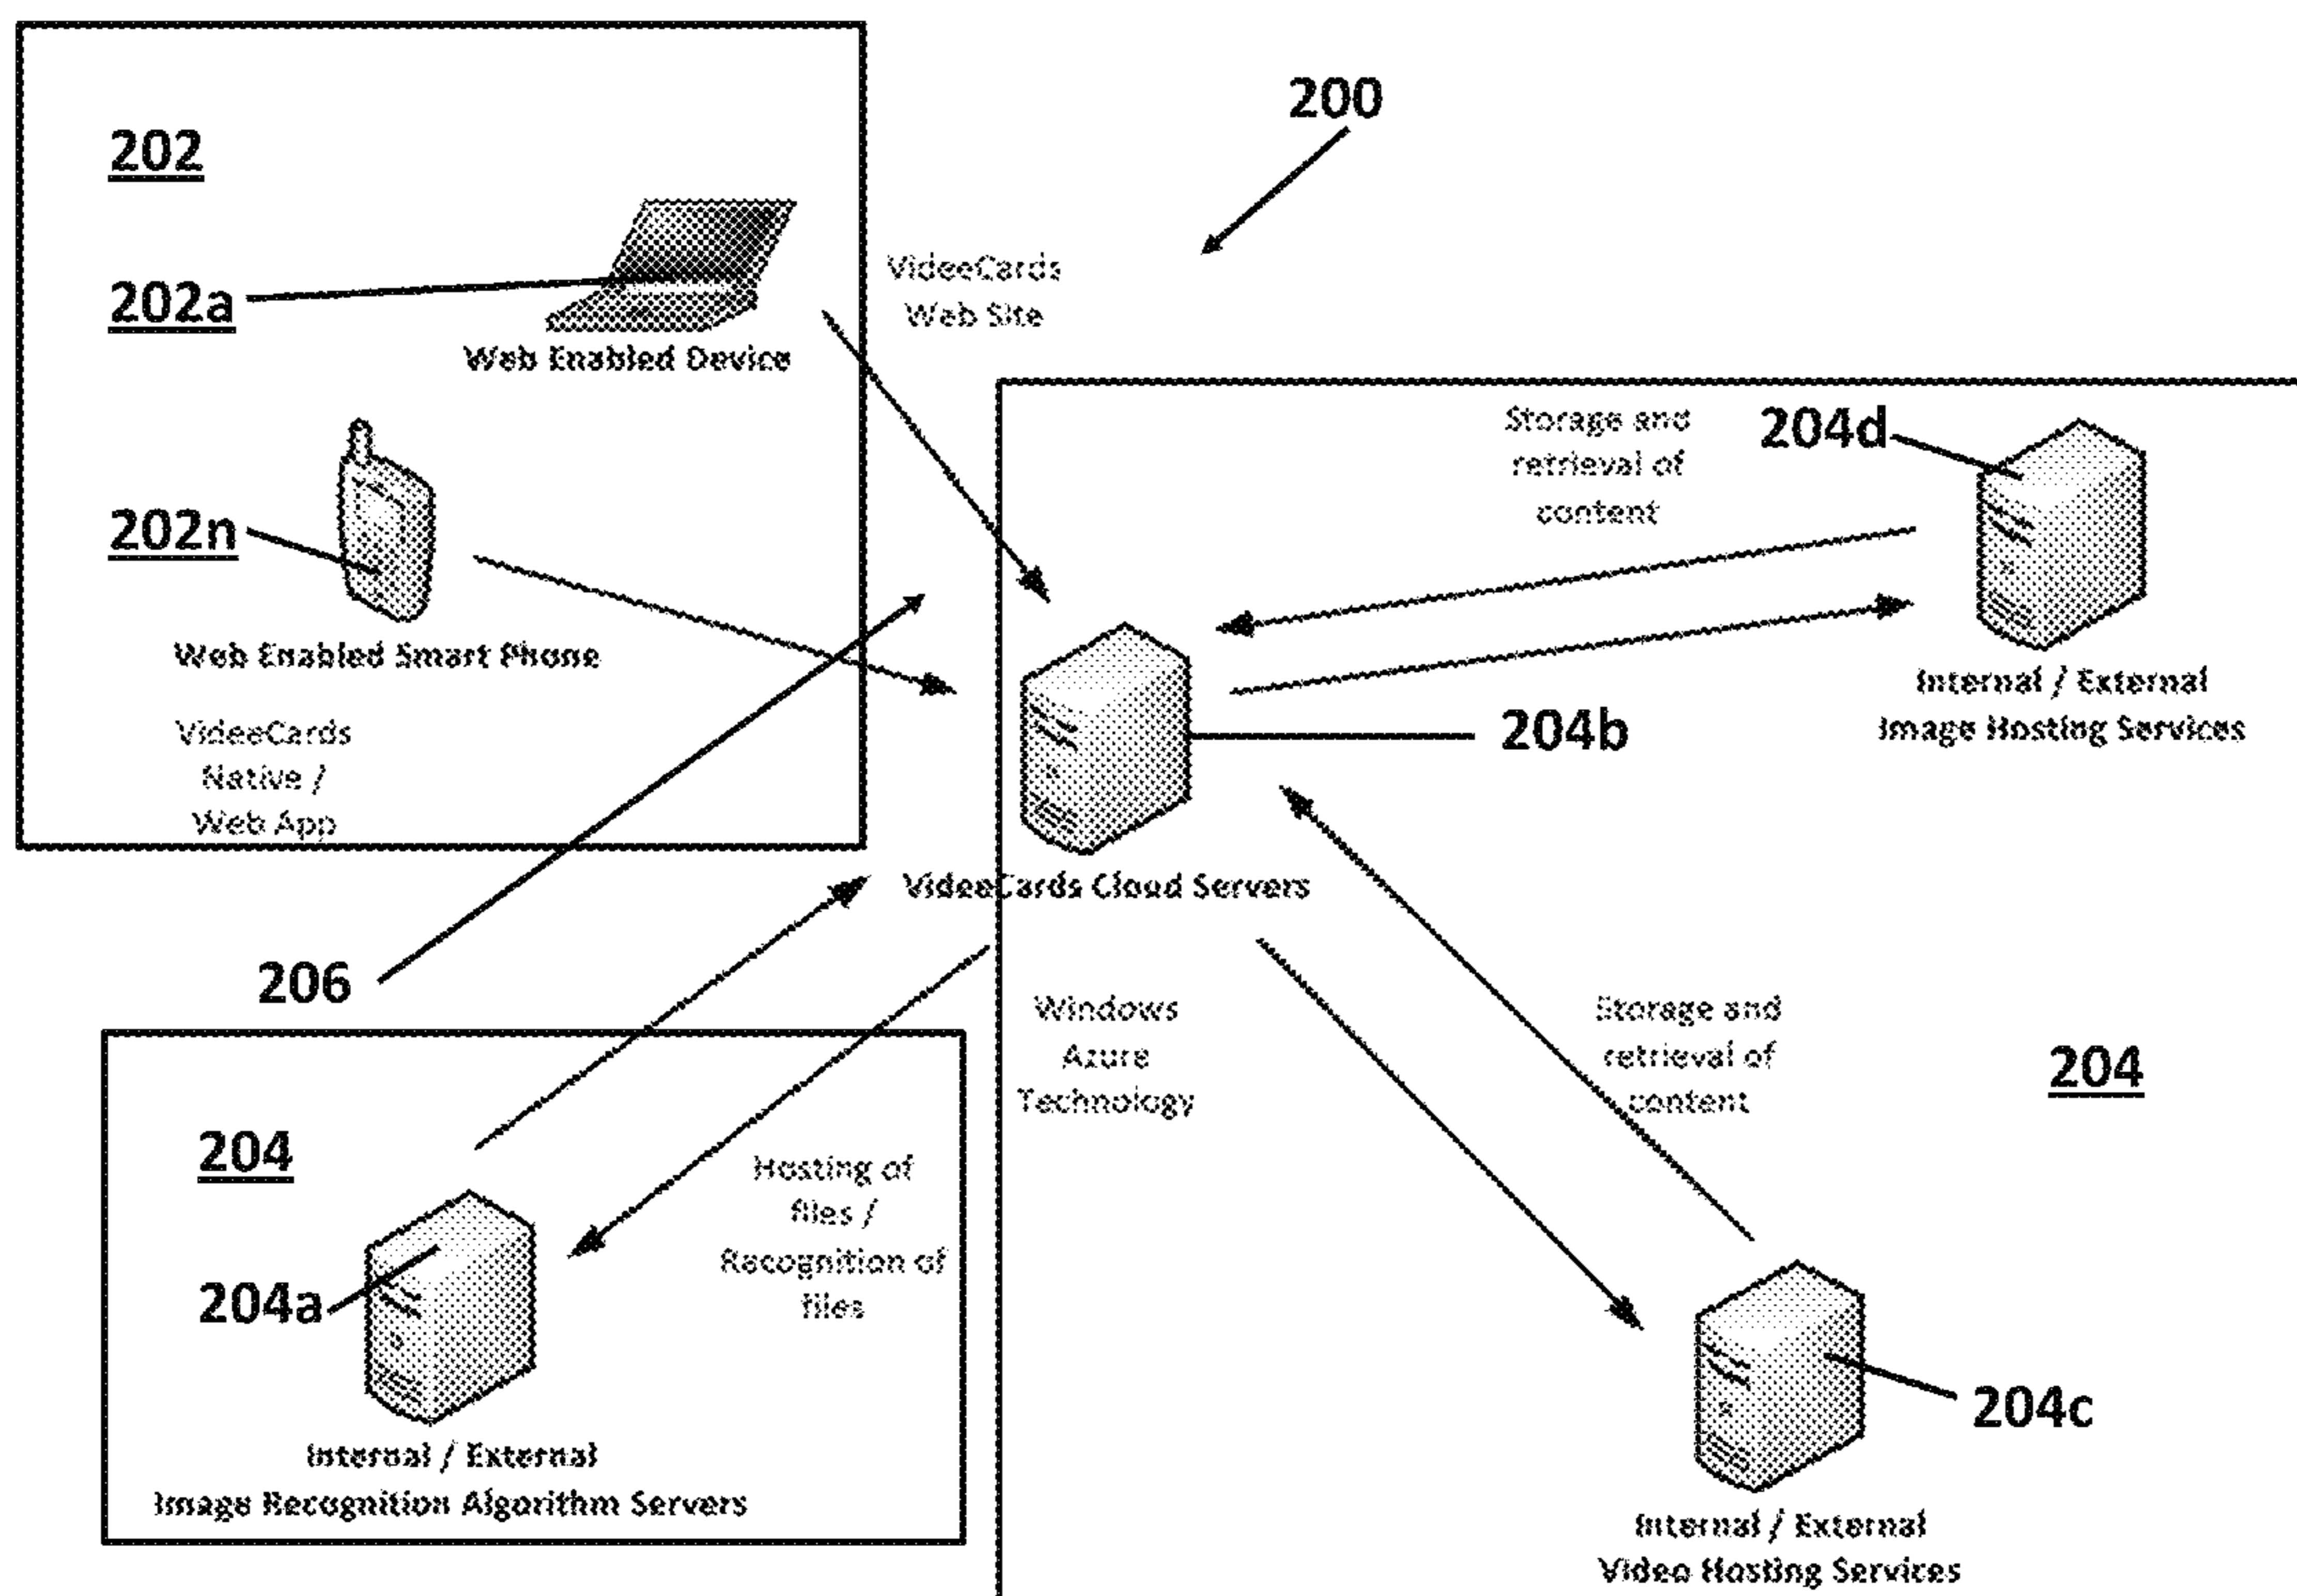 200
202
202a
Web Enabled Device
VideeCards
Web Site
202n
Web Enabled Smart Phone
VideeCards
Native /
Web App
Storage and
retrieval of
content
204d
Internal / External
Image Hosting Services
204b
VideeCards Cloud Servers
206
Windows
Azure
Technology
Storage and
retrieval of
content
204
204
Hosting of
files /
Recognition of
files
204a
Internal / External
Image Recognition Algorithm Servers
204c
Internal / External
Video Hosting Services